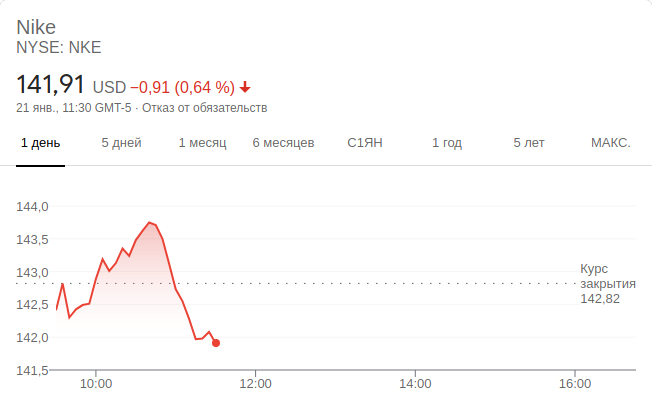 Nike
NYSE: NKE
141,91 USD −0,91 (0,64 %)
21 янв., 11:30 GMT-5 · Отказ от обязательств
1 день 5 дней 1 месяц 6 месяцев С1ЯН 1 год 5 лет МАКС.
144,0
143,5
143,0
142,5
142,0
141,5
Курс
закрытия
142,82
10:00 12:00 14:00 16:00